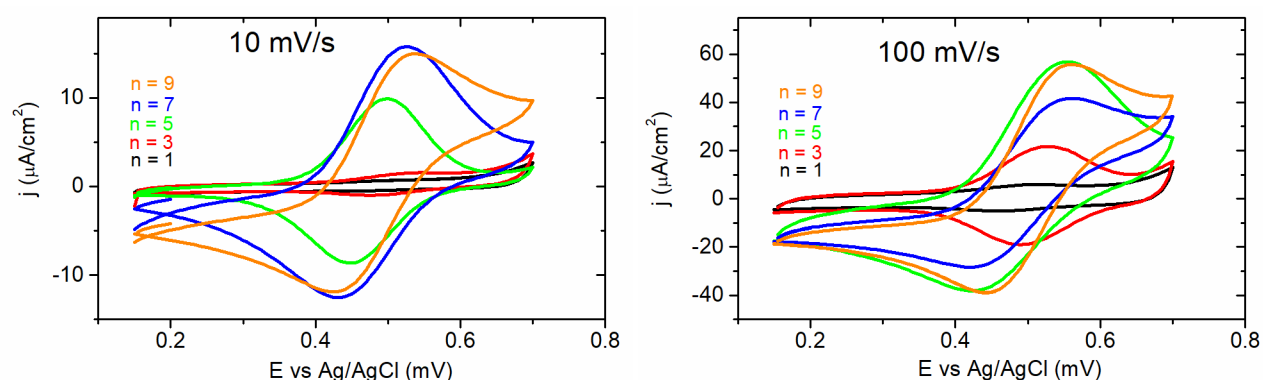 10 mV/s
n = 9
n = 7
n = 5
n = 3
n = 1
10
0
-10
j (µA/cm²)
0.2
0.4
0.6
0.8
E vs Ag/AgCl (mV)
100 mV/s
n = 9
n = 7
n = 5
n = 3
n = 1
60
40
20
0
-20
-40
j (µA/cm²)
0.2
0.4
0.6
0.8
E vs Ag/AgCl (mV)